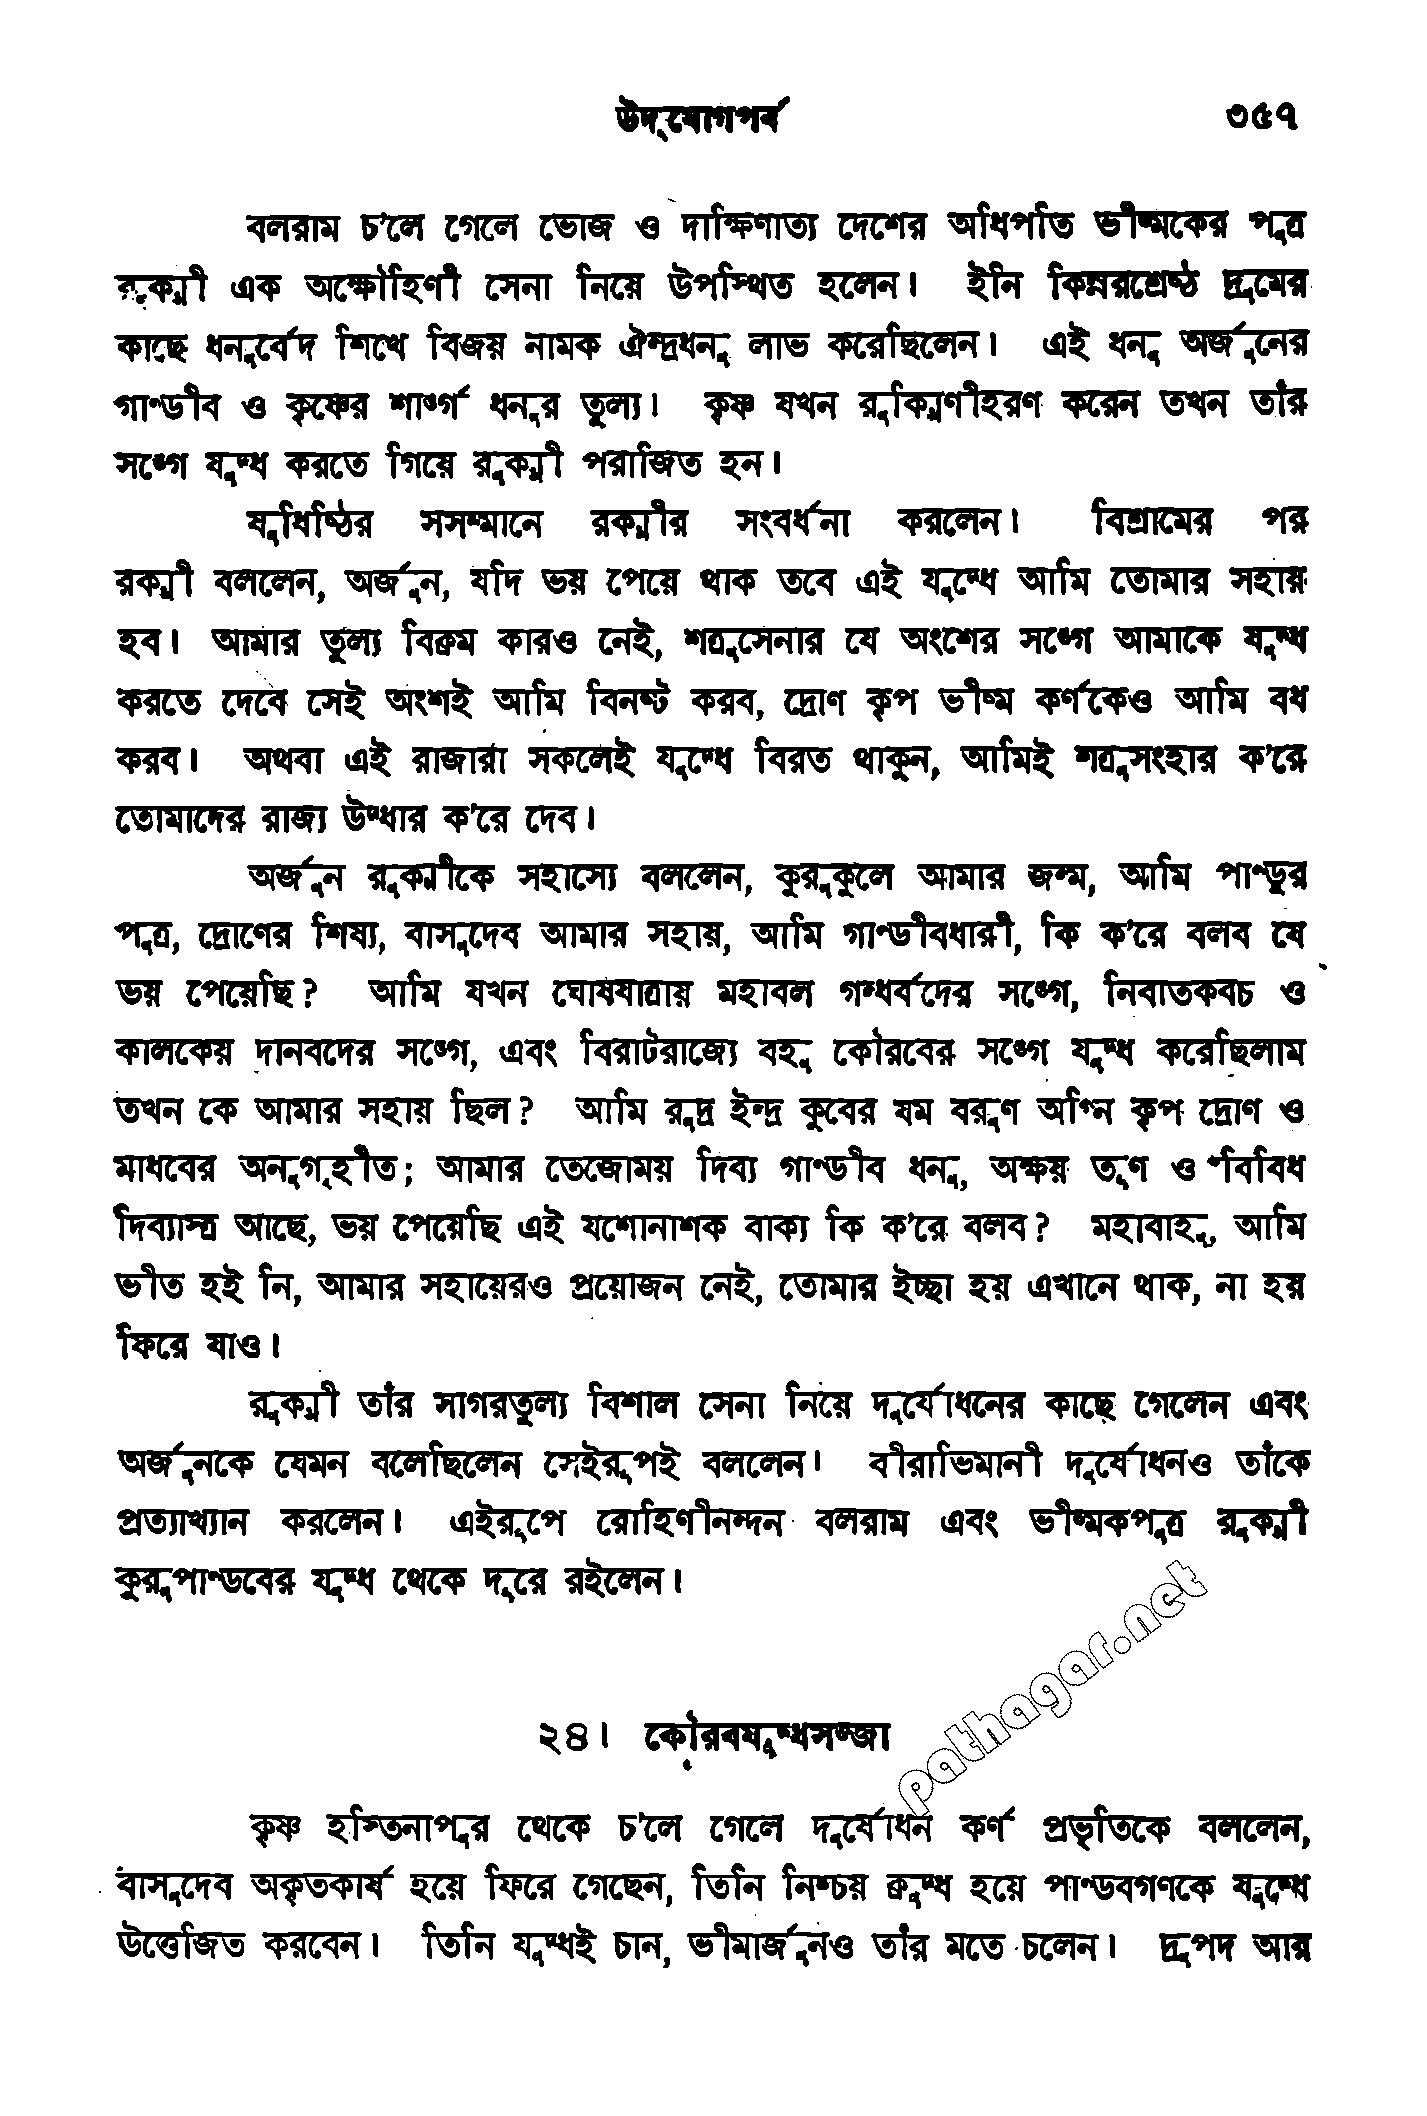 উদ্‌যোগপর্ব ৩৫৭
বলরাম চ'লে গেলে ভোজ ও দাক্ষিণাত্য দেশের অধিপতি ভীষ্মকের পুত্র
রুক্মী এক অক্ষৌহিণী সেনা নিয়ে উপস্থিত হলেন। ইনি কিন্নরশ্রেষ্ঠ দ্রুমের
কাছে ধনুর্বেদ শিখে বিজয় নামক ঐন্দ্রধনু লাভ করেছিলেন। এই ধনু অর্জুনের
গাণ্ডীব ও কৃষ্ণের শার্ঙ্গ ধনুর তুল্য। কৃষ্ণ যখন রুক্মিণীহরণ করেন তখন তাঁর
সঙ্গে যুদ্ধ করতে গিয়ে রুক্মী পরাজিত হন।
যুধিষ্ঠির সসম্মানে রুক্মীর সংবর্ধনা করলেন। বিশ্রামের পর
রুক্মী বললেন, অর্জুন, যদি ভয় পেয়ে থাক তবে এই যুদ্ধে আমি তোমার সহায়
হব। আমার তুল্য বিক্রম কারও নেই, শত্রুসেনার যে অংশের সঙ্গে আমাকে যুদ্ধ
করতে দেবে সেই অংশই আমি বিনষ্ট করব, দ্রোণ কৃপ ভীষ্ম কর্ণকেও আমি বধ
করব। অথবা এই রাজারা সকলেই যুদ্ধে বিরত থাকুন, আমিই শত্রুসংহার ক'রে
তোমাদের রাজ্য উদ্ধার ক'রে দেব।
অর্জুন রুক্মীকে সহাস্যে বললেন, কুরুকুলে আমার জন্ম, আমি পাণ্ডুর
পুত্র, দ্রোণের শিষ্য, বাসুদেব আমার সহায়, আমি গাণ্ডীবধারী, কি ক'রে বলব যে
ভয় পেয়েছি? আমি যখন ঘোষযাত্রায় মহাবল গন্ধর্বদের সঙ্গে, নিবাতকবচ ও
কালকেয় দানবদের সঙ্গে, এবং বিরাটরাজ্যে বহু কৌরবের সঙ্গে যুদ্ধ করেছিলাম
তখন কে আমার সহায় ছিল? আমি রুদ্র ইন্দ্র কুবের যম বরুণ অগ্নি কৃপ দ্রোণ ও
মাধবের অনুগৃহীত; আমার তেজোময় দিব্য গাণ্ডীব ধনু, অক্ষয় তূণ ও বিবিধ
দিব্যাস্ত্র আছে, ভয় পেয়েছি এই যশোনাশক বাক্য কি ক'রে বলব? মহাবাহু, আমি
ভীত হই নি, আমার সহায়েরও প্রয়োজন নেই, তোমার ইচ্ছা হয় এখানে থাক, না হয়
ফিরে যাও।
রুক্মী তাঁর সাগরতুল্য বিশাল সেনা নিয়ে দুর্যোধনের কাছে গেলেন এবং
অর্জুনকে যেমন বলেছিলেন সেইরূপই বললেন। বীরাভিমানী দুর্যোধনও তাঁকে
প্রত্যাখ্যান করলেন। এইরূপে রোহিণীনন্দন বলরাম এবং ভীষ্মকপুত্র রুক্মী
কুরুপাণ্ডবের যুদ্ধ থেকে দূরে রইলেন।
২৪। কৌরবযুদ্ধসজ্জা
কৃষ্ণ হস্তিনাপুর থেকে চ'লে গেলে দুর্যোধন কর্ণ প্রভৃতিকে বললেন,
বাসুদেব অকৃতকার্য হয়ে ফিরে গেছেন, তিনি নিশ্চয় ক্রুদ্ধ হয়ে পাণ্ডবগণকে যুদ্ধে
উত্তেজিত করবেন। তিনি যুদ্ধই চান, ভীমার্জুনও তাঁর মতে চলেন। দ্রুপদ আর
pathagar.net